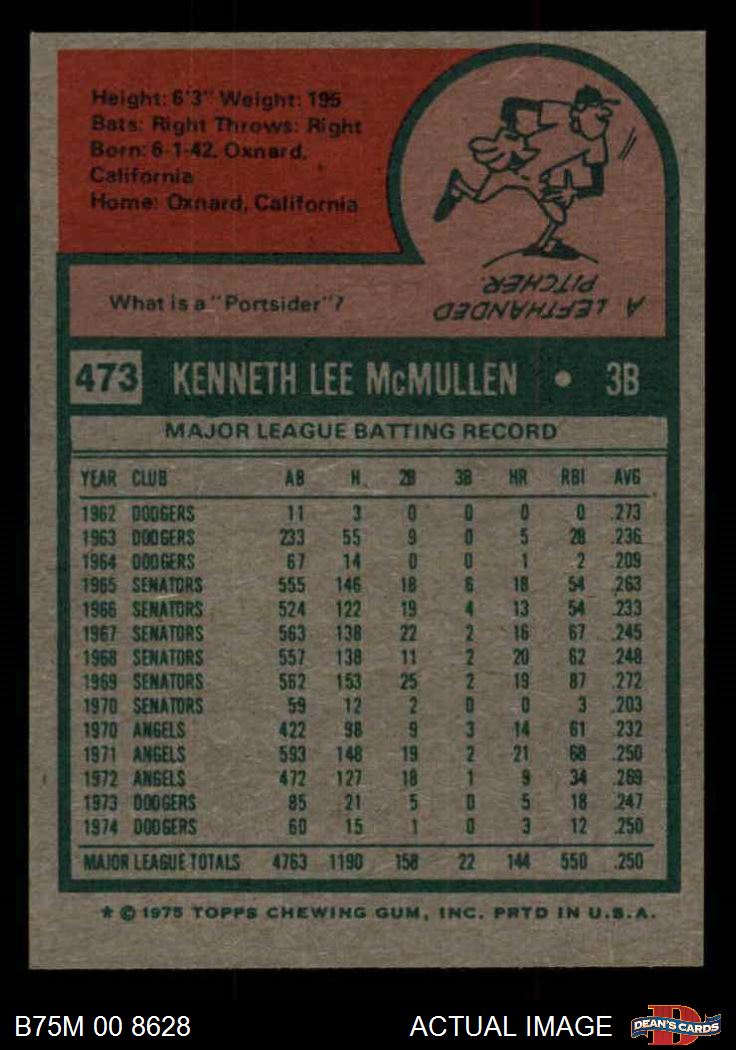 Height: 6'3" Weight: 195
Bats: Right Throws: Right
Born: 6-1-42, Oxnard,
California
Home: Oxnard, California
What is a "Portsider"?
A LEFTHANDED
PITCHER.
473 KENNETH LEE McMULLEN • 3B
MAJOR LEAGUE BATTING RECORD
YEAR CLUB AB H 2B 3B HR RBI AVG
1962 DODGERS 11 3 0 0 0 0 .273
1963 DODGERS 233 55 9 0 5 28 .236
1964 DODGERS 67 14 0 0 1 2 .209
1965 SENATORS 555 146 18 6 18 54 .263
1966 SENATORS 524 122 19 4 13 54 .233
1967 SENATORS 563 138 22 2 16 67 .245
1968 SENATORS 557 138 11 2 20 62 .248
1969 SENATORS 562 153 25 2 19 87 .272
1970 SENATORS 59 12 2 0 0 3 .203
1970 ANGELS 422 98 9 3 14 61 .232
1971 ANGELS 593 148 19 2 21 68 .250
1972 ANGELS 472 127 18 1 9 34 .269
1973 DODGERS 85 21 5 0 5 18 .247
1974 DODGERS 60 15 1 0 3 12 .250
MAJOR LEAGUE TOTALS 4763 1190 158 22 144 550 .250
* © 1975 TOPPS CHEWING GUM, INC. PRTD IN U.S.A.
B75M 00 8628 ACTUAL IMAGE DEAN'S CARDS